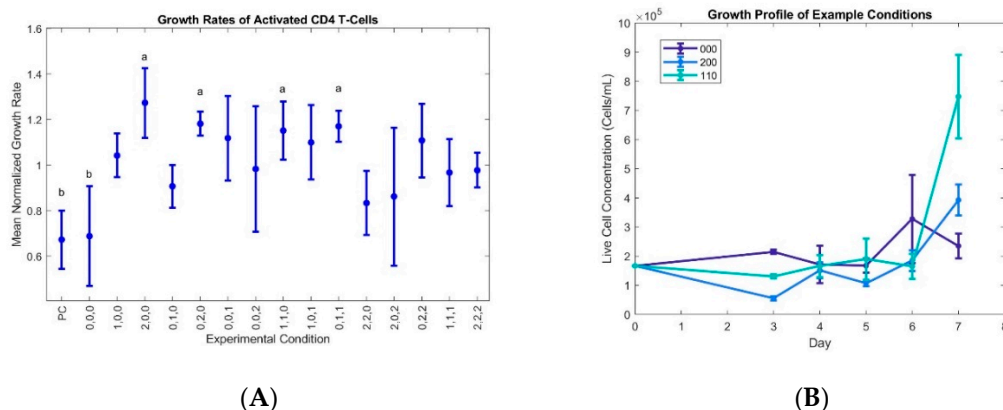 Growth Rates of Activated CD4 T-Cells
Mean Normalized Growth Rate
1.6
1.4
1.2
1
0.8
0.6
b
b
a
a
a
a
PC
0,0,0
1,0,0
2,0,0
0,1,0
0,2,0
0,0,1
0,0,2
1,1,0
1,0,1
0,1,1
2,2,0
2,0,2
0,2,2
1,1,1
2,2,2
Experimental Condition
(A)
Growth Profile of Example Conditions
×10⁵
Live Cell Concentration (Cells/mL)
10
9
8
7
6
5
4
3
2
1
0
000
200
110
0 1 2 3 4 5 6 7 8
Day
(B)